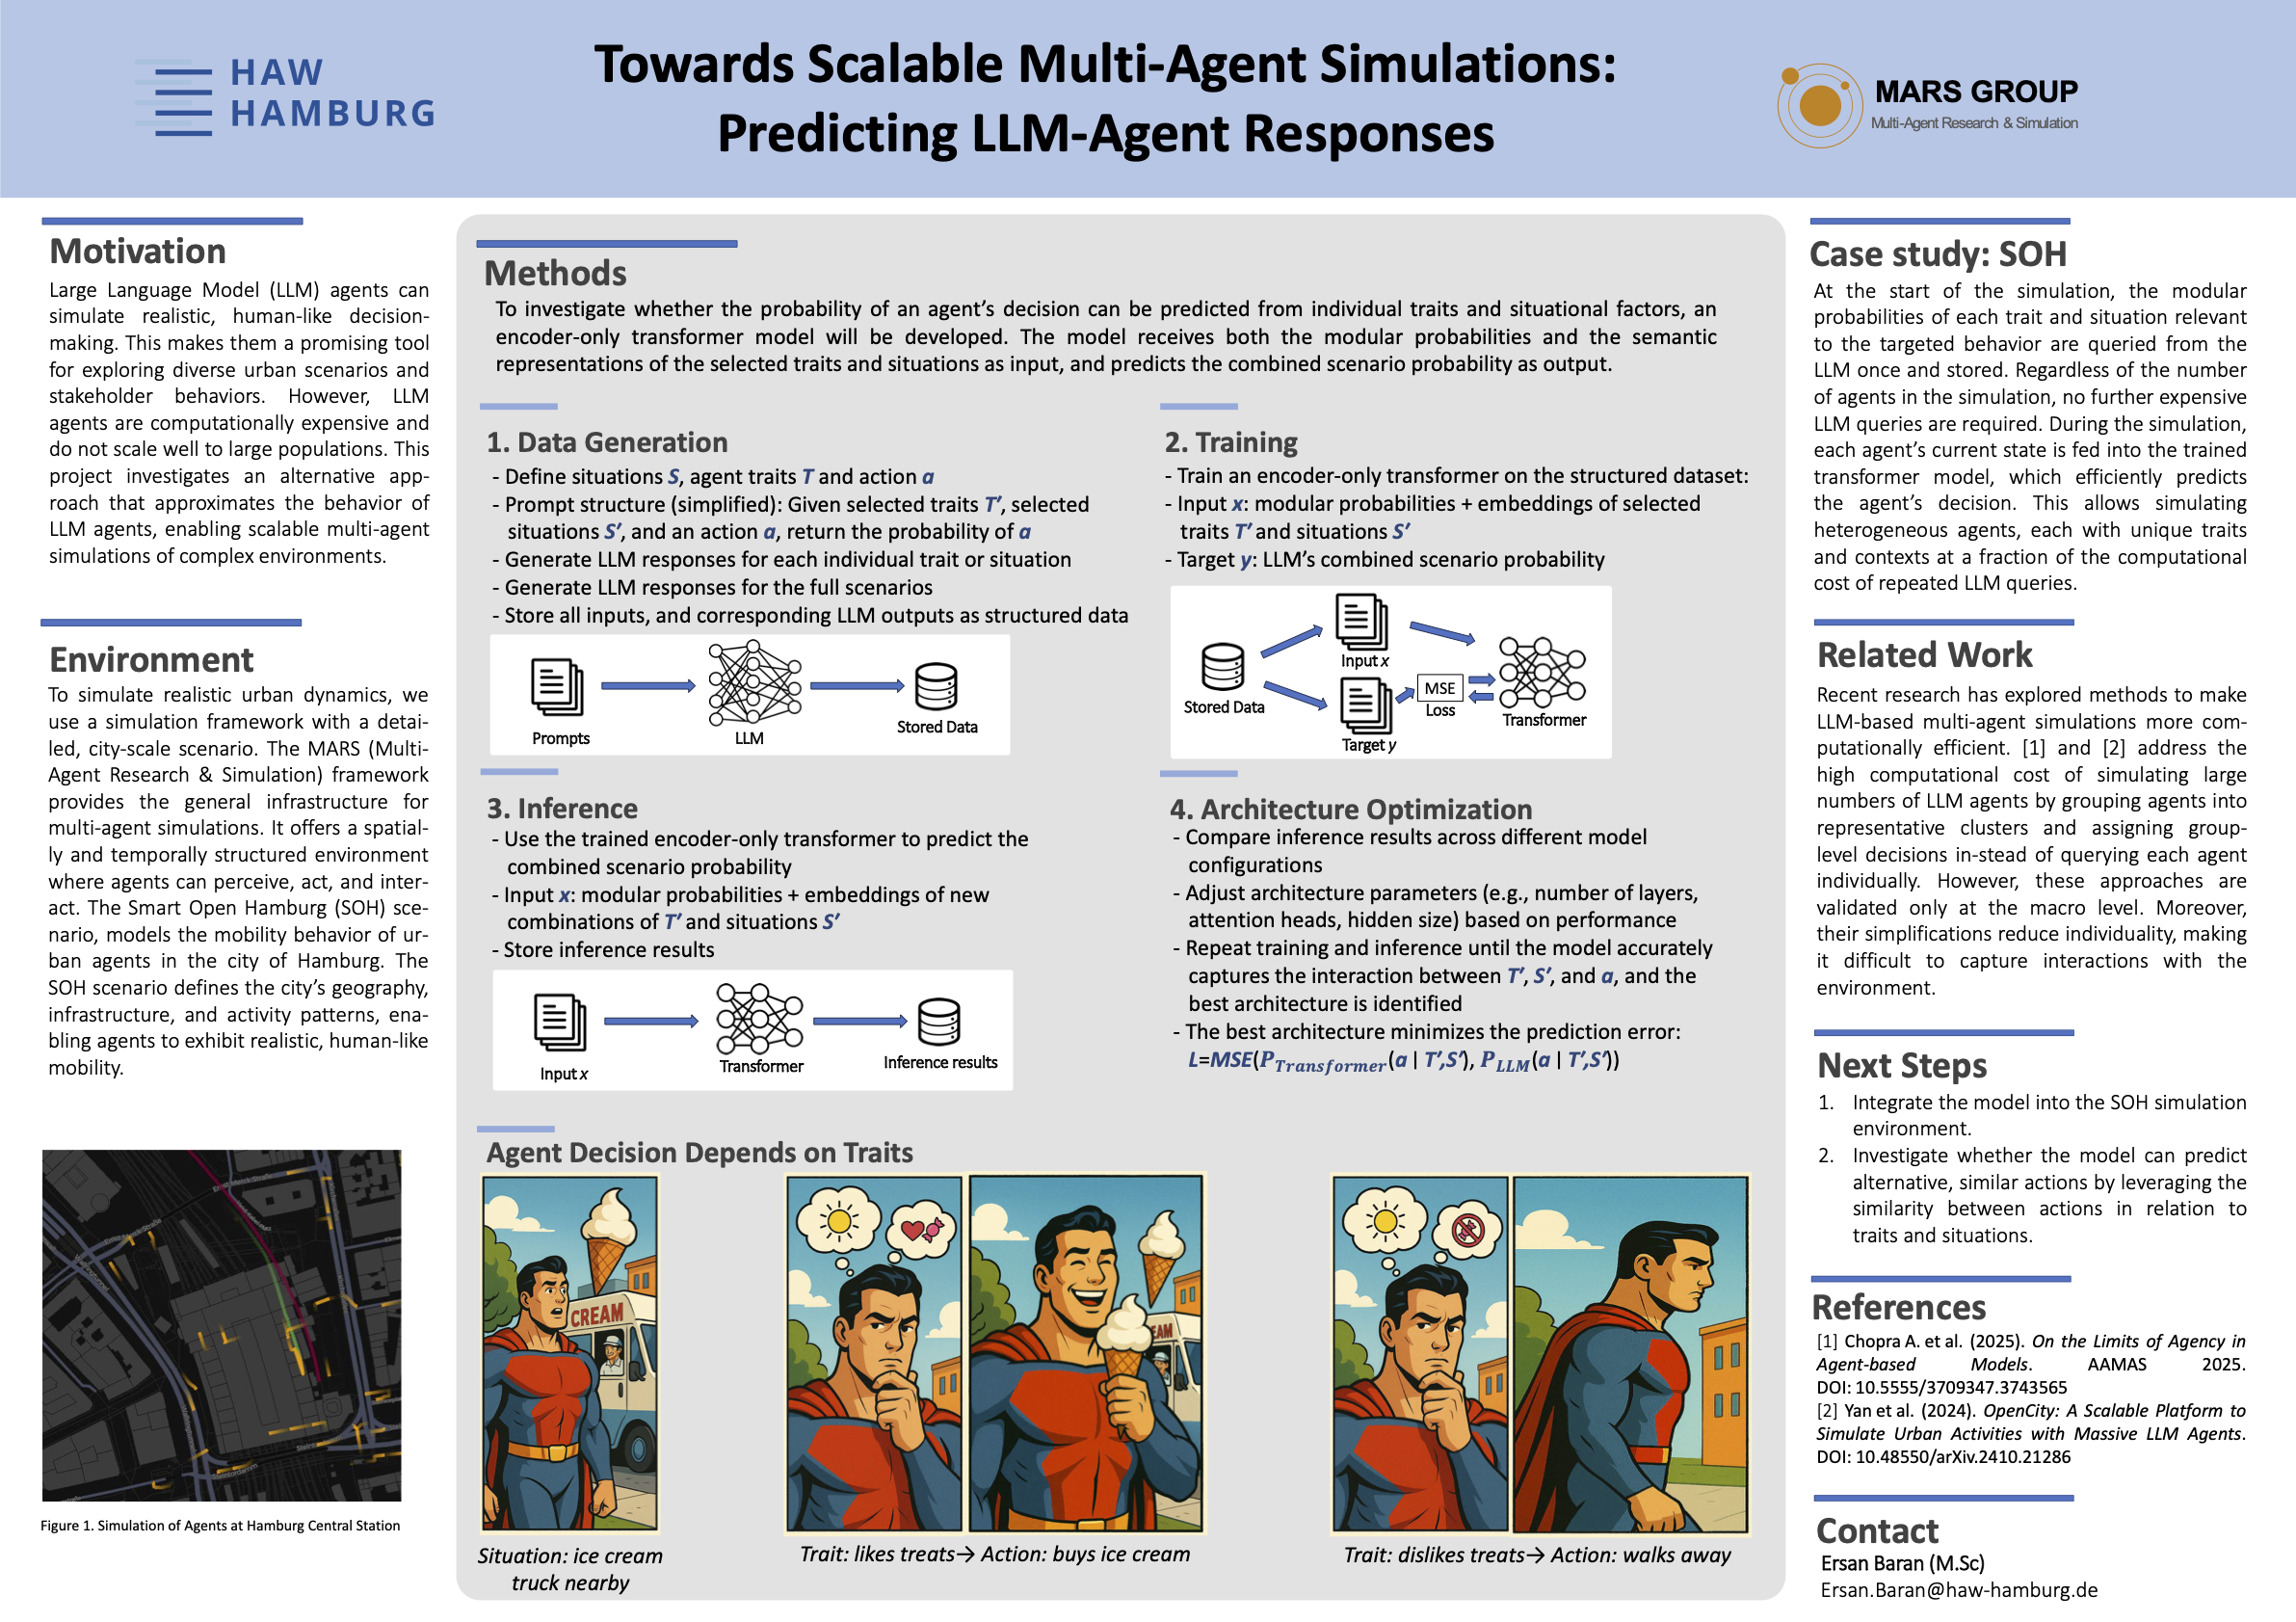 HAW
HAMBURG
Towards Scalable Multi-Agent Simulations:
Predicting LLM-Agent Responses
MARS GROUP
Multi-Agent Research & Simulation
Motivation
Large Language Model (LLM) agents can
simulate realistic, human-like decision-
making. This makes them a promising tool
for exploring diverse urban scenarios and
stakeholder behaviors. However, LLM
agents are computationally expensive and
do not scale well to large populations. This
project investigates an alternative app-
roach that approximates the behavior of
LLM agents, enabling scalable multi-agent
simulations of complex environments.
Environment
To simulate realistic urban dynamics, we
use a simulation framework with a detai-
led, city-scale scenario. The MARS (Multi-
Agent Research & Simulation) framework
provides the general infrastructure for
multi-agent simulations. It offers a spatial-
ly and temporally structured environment
where agents can perceive, act, and inter-
act. The Smart Open Hamburg (SOH) sce-
nario, models the mobility behavior of ur-
ban agents in the city of Hamburg. The
SOH scenario defines the city's geography,
infrastructure, and activity patterns, ena-
bling agents to exhibit realistic, human-like
mobility.
Figure 1. Simulation of Agents at Hamburg Central Station
Methods
To investigate whether the probability of an agent's decision can be predicted from individual traits and situational factors, an
encoder-only transformer model will be developed. The model receives both the modular probabilities and the semantic
representations of the selected traits and situations as input, and predicts the combined scenario probability as output.
1. Data Generation
- Define situations S, agent traits T and action a
- Prompt structure (simplified): Given selected traits T′, selected
situations S′, and an action a, return the probability of a
- Generate LLM responses for each individual trait or situation
- Generate LLM responses for the full scenarios
- Store all inputs, and corresponding LLM outputs as structured data
Prompts
LLM
Stored Data
2. Training
- Train an encoder-only transformer on the structured dataset:
- Input x: modular probabilities + embeddings of selected
traits T′ and situations S′
- Target y: LLM's combined scenario probability
Stored Data
Input x
Target y
MSE
Loss
Transformer
3. Inference
- Use the trained encoder-only transformer to predict the
combined scenario probability
- Input x: modular probabilities + embeddings of new
combinations of T′ and situations S′
- Store inference results
Input x
Transformer
Inference results
4. Architecture Optimization
- Compare inference results across different model
configurations
- Adjust architecture parameters (e.g., number of layers,
attention heads, hidden size) based on performance
- Repeat training and inference until the model accurately
captures the interaction between T′, S′, and a, and the
best architecture is identified
- The best architecture minimizes the prediction error:
L=MSE(P_Transformer(a | T′,S′), P_LLM(a | T′,S′))
Agent Decision Depends on Traits
CREAM
Situation: ice cream
truck nearby
EAM
Trait: likes treats→ Action: buys ice cream
Trait: dislikes treats→ Action: walks away
Case study: SOH
At the start of the simulation, the modular
probabilities of each trait and situation relevant
to the targeted behavior are queried from the
LLM once and stored. Regardless of the number
of agents in the simulation, no further expensive
LLM queries are required. During the simulation,
each agent's current state is fed into the trained
transformer model, which efficiently predicts
the agent's decision. This allows simulating
heterogeneous agents, each with unique traits
and contexts at a fraction of the computational
cost of repeated LLM queries.
Related Work
Recent research has explored methods to make
LLM-based multi-agent simulations more com-
putationally efficient. [1] and [2] address the
high computational cost of simulating large
numbers of LLM agents by grouping agents into
representative clusters and assigning group-
level decisions in-stead of querying each agent
individually. However, these approaches are
validated only at the macro level. Moreover,
their simplifications reduce individuality, making
it difficult to capture interactions with the
environment.
Next Steps
1. Integrate the model into the SOH simulation
environment.
2. Investigate whether the model can predict
alternative, similar actions by leveraging the
similarity between actions in relation to
traits and situations.
References
[1] Chopra A. et al. (2025). On the Limits of Agency in
Agent-based Models. AAMAS 2025.
DOI: 10.5555/3709347.3743565
[2] Yan et al. (2024). OpenCity: A Scalable Platform to
Simulate Urban Activities with Massive LLM Agents.
DOI: 10.48550/arXiv.2410.21286
Contact
Ersan Baran (M.Sc)
Ersan.Baran@haw-hamburg.de